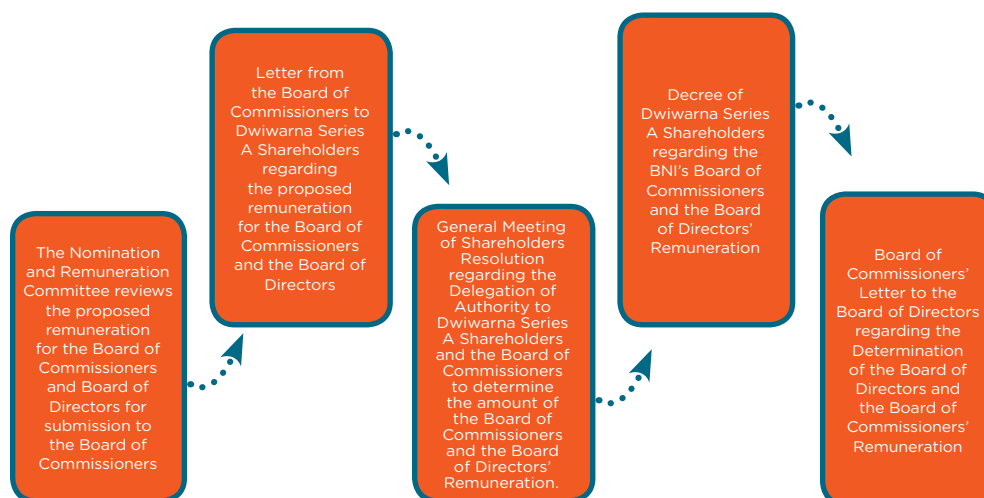 The Nomination
and Remuneration
Committee reviews
the proposed
remuneration
for the Board of
Commissioners
and Board of
Directors for
submission to
the Board of
Commissioners
Letter from
the Board of
Commissioners to
Dwiwarna Series
A Shareholders
regarding
the proposed
remuneration
for the Board of
Commissioners
and the Board of
Directors
General Meeting
of Shareholders
Resolution
regarding the
Delegation of
Authority to
Dwiwarna Series
A Shareholders
and the Board of
Commissioners
to determine
the amount of
the Board of
Commissioners
and the Board
of Directors’
Remuneration.
Decree of
Dwiwarna Series
A Shareholders
regarding the
BNI’s Board of
Commissioners
and the Board
of Directors’
Remuneration
Board of
Commissioners’
Letter to the
Board of Directors
regarding the
Determination
of the Board of
Directors and
the Board of
Commissioners’
Remuneration